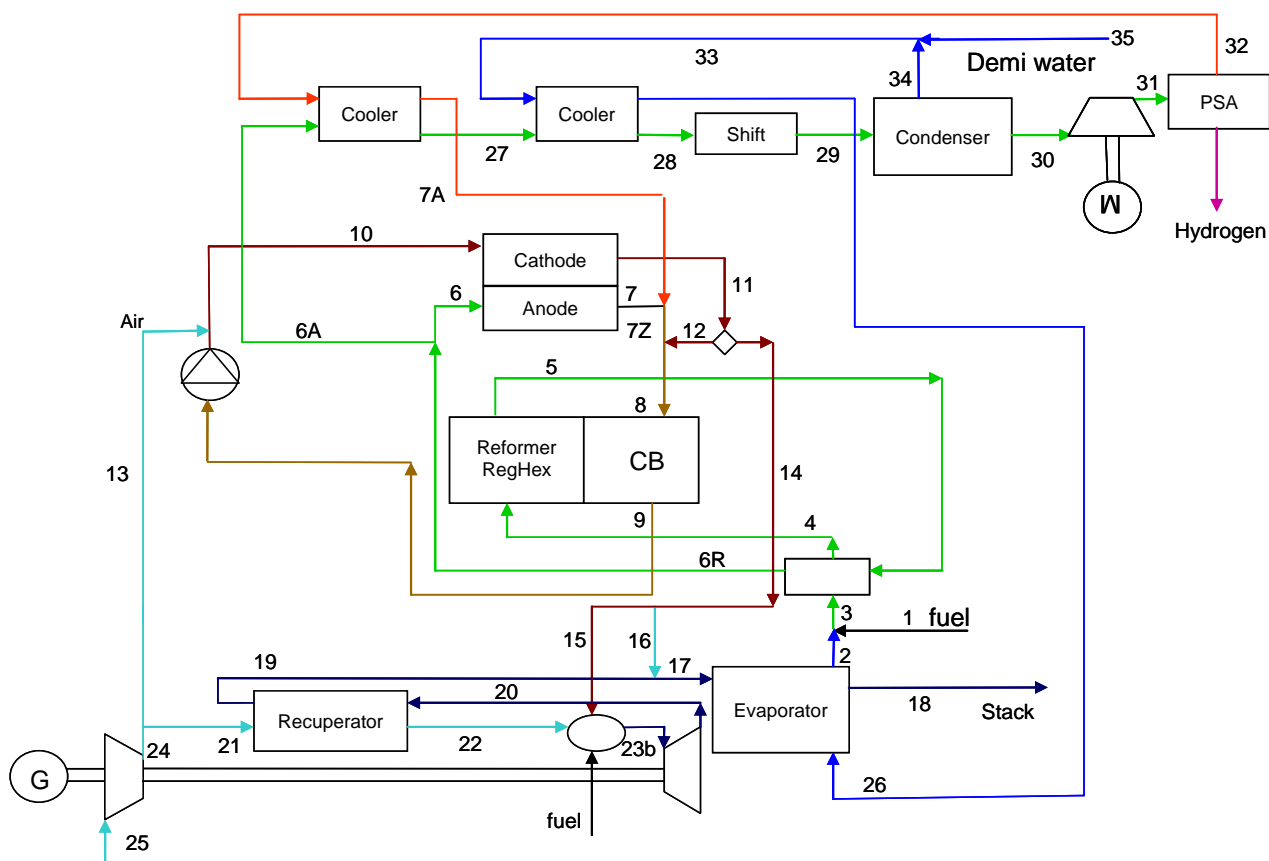 32
33
35
34
Demi water
31
PSA
Cooler
Cooler
Shift
Condenser
27
28
29
30
7A
M
Hydrogen
10
Cathode
11
6
7
Anode
Air
6A
7Z
12
5
8
Reformer
RegHex
CB
13
14
9
4
6R
3
1
fuel
15
16
2
19
17
20
Evaporator
18
Stack
Recuperator
24
21
22
23b
G
26
fuel
25